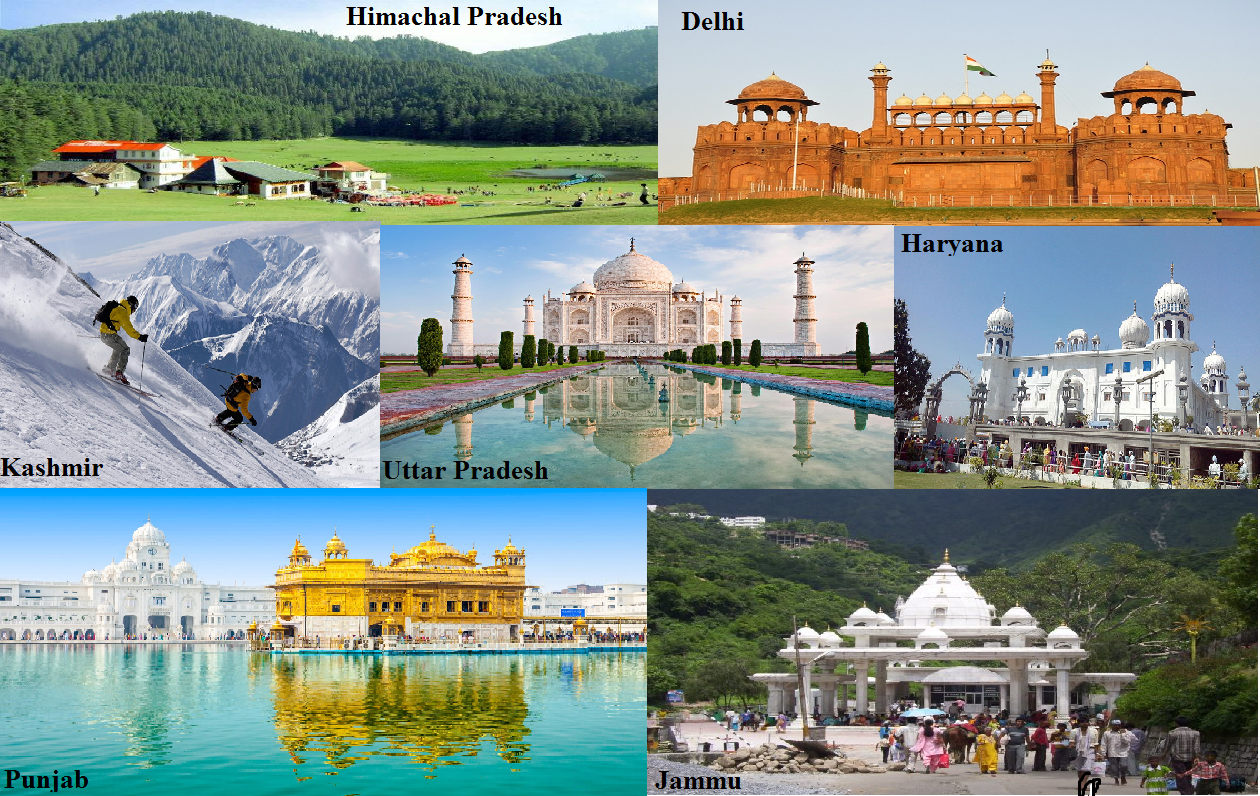 Himachal Pradesh
Delhi
Kashmir
Uttar Pradesh
Haryana
Punjab
Jammu